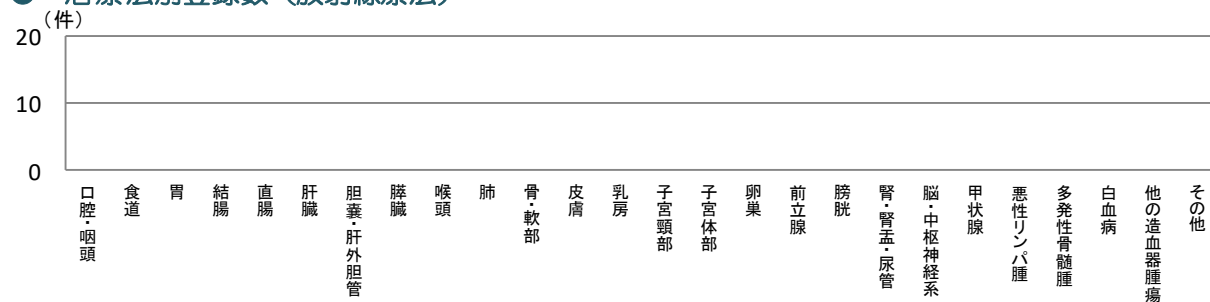 ● 治療法別登録数（放射線療法）
（件）
20
10
0
口腔・咽頭
食道
胃
結腸
直腸
肝臓
胆嚢・肝外胆管
膵臓
喉頭
肺
骨・軟部
皮膚
乳房
子宮頸部
子宮体部
卵巣
前立腺
膀胱
腎・腎盂・尿管
脳・中枢神経系
甲状腺
悪性リンパ腫
多発性骨髄腫
白血病
他の造血器腫瘍
その他